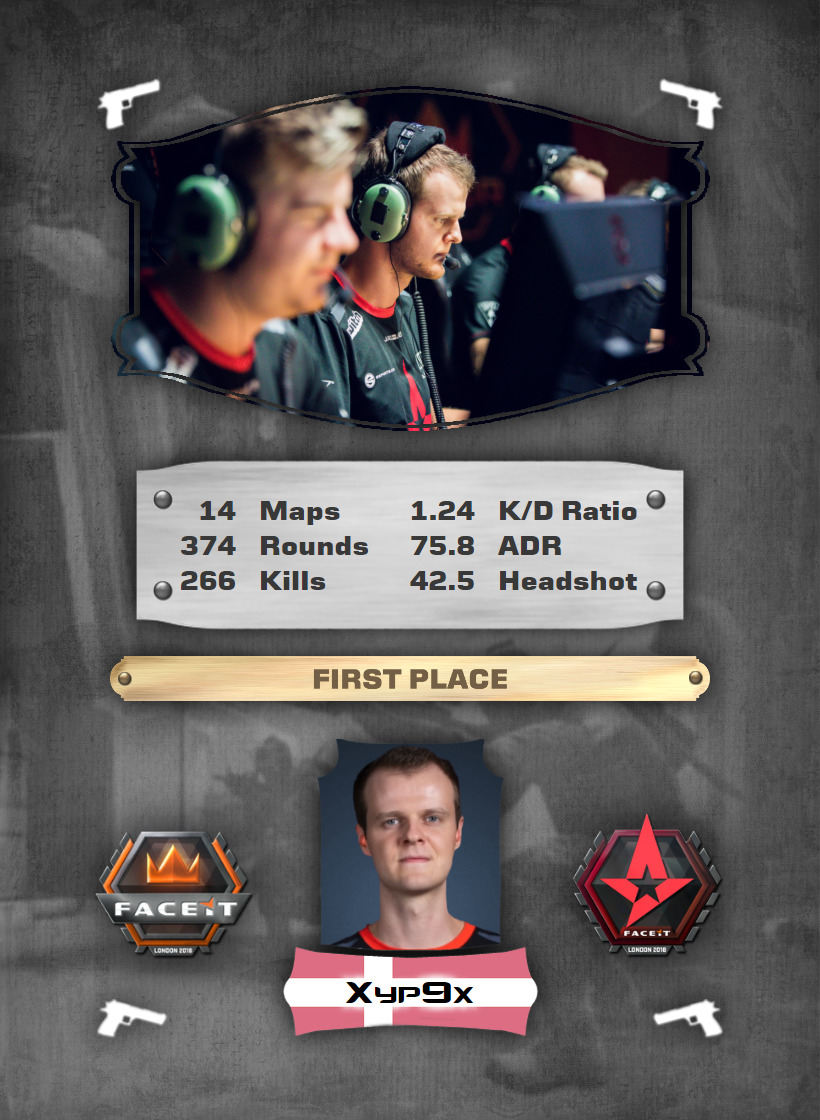 14 Maps 1.24 K/D Ratio
374 Rounds 75.8 ADR
266 Kills 42.5 Headshot
FIRST PLACE
FACEIT
LONDON 2018
FACEIT
LONDON 2018
Xyp9x